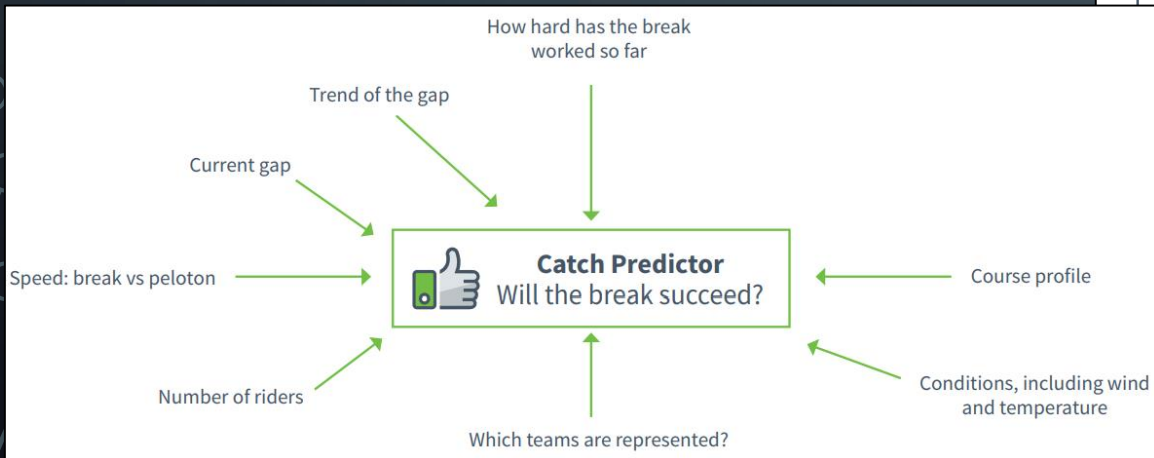 How hard has the break
worked so far
Trend of the gap
Current gap
Speed: break vs peloton
Catch Predictor
Will the break succeed?
Course profile
Number of riders
Conditions, including wind
and temperature
Which teams are represented?